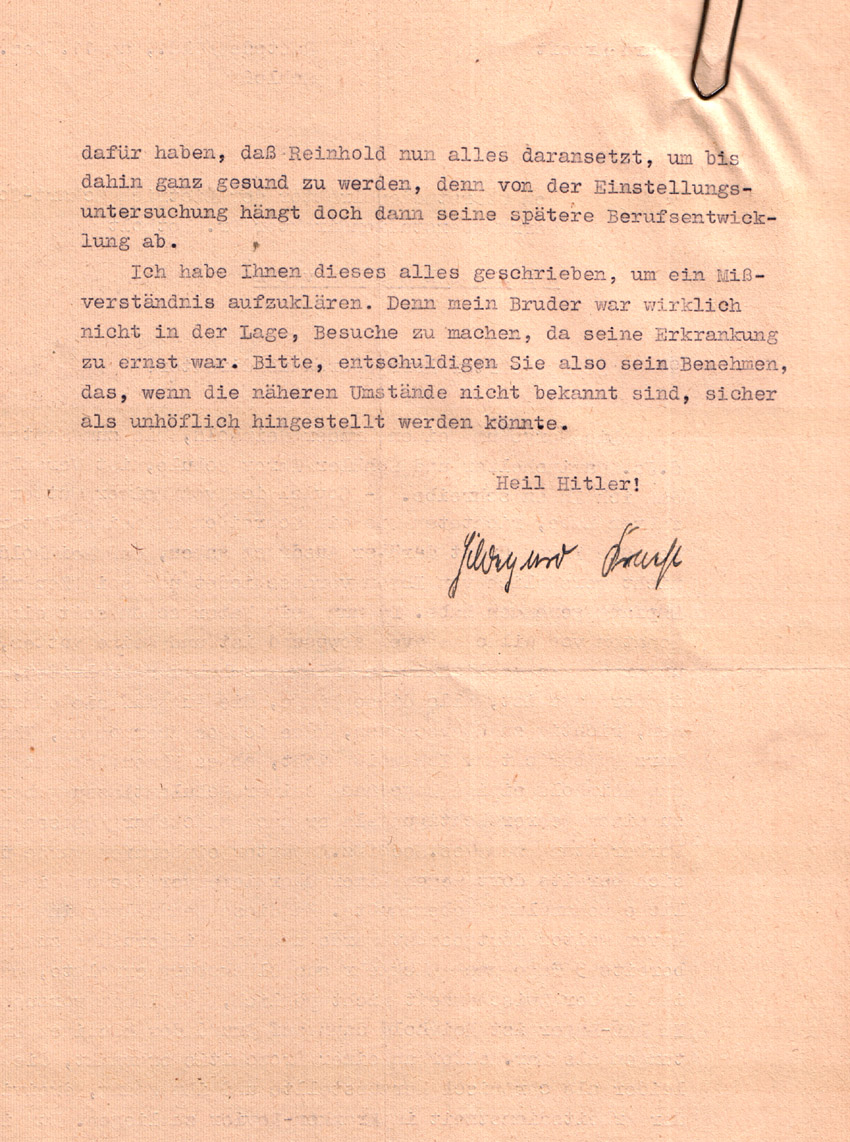 dafür haben, daß Reinhold nun alles daransetzt, um bis
dahin ganz gesund zu werden, denn von der Einstellungs-
untersuchung hängt doch dann seine spätere Berufsentwick-
lung ab.
Ich habe Ihnen dieses alles geschrieben, um ein Miß-
verständnis aufzuklären. Denn mein Bruder war wirklich
nicht in der Lage, Besuche zu machen, da seine Erkrankung
zu ernst war. Bitte, entschuldigen Sie also sein Benehmen,
das, wenn die näheren Umstände nicht bekannt sind, sicher
als unhöflich hingestellt werden könnte.
Heil Hitler!
Hildegard